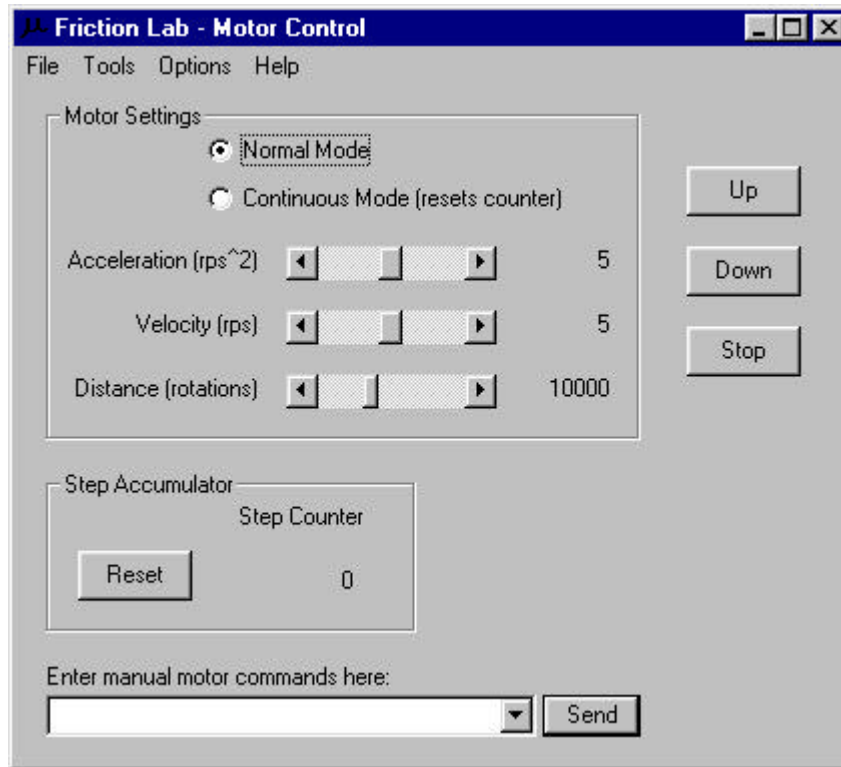 μ Friction Lab - Motor Control
File Tools Options Help
Motor Settings
Normal Mode
Continuous Mode (resets counter)
Acceleration (rps^2) 5
Velocity (rps) 5
Distance (rotations) 10000
Up
Down
Stop
Step Accumulator
Step Counter
Reset 0
Enter manual motor commands here:
Send